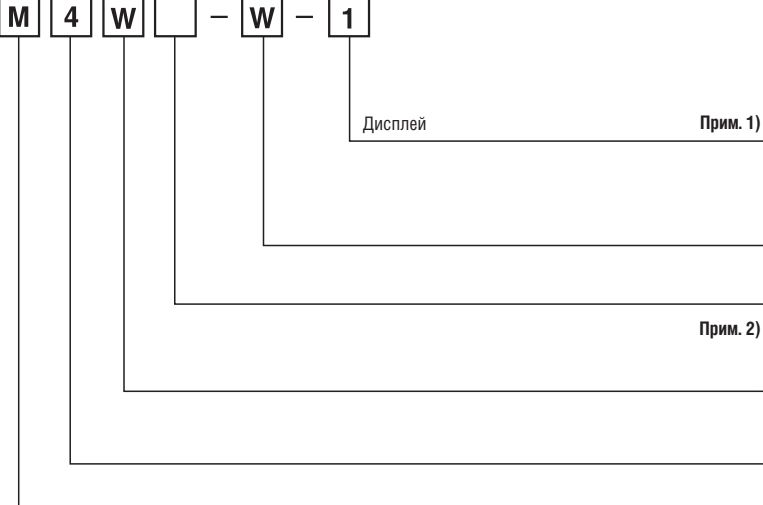 M 4 W – W – 1
Дисплей Прим. 1)
Прим. 2)